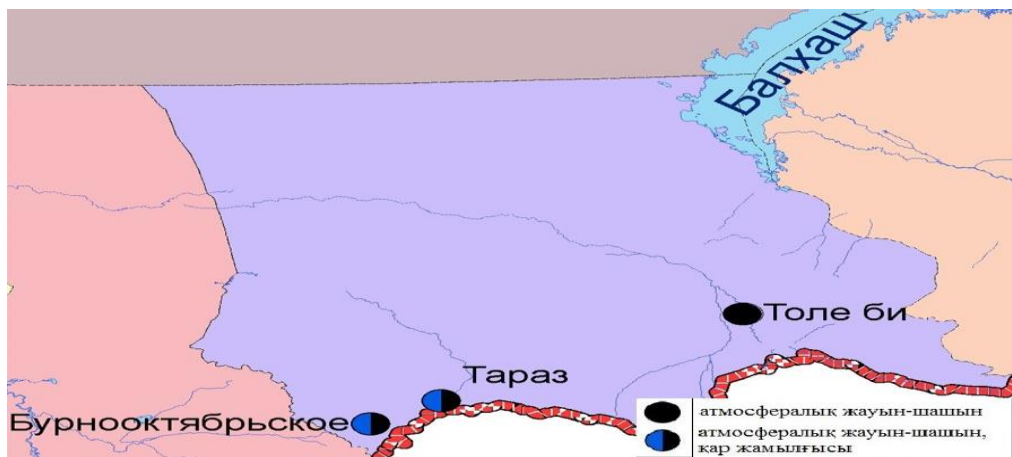 Балхаш
Толе би
Тараз
Бурнооктябрьское
атмосфералық жауын-шашын
атмосфералық жауын-шашын,
қар жамылғысы